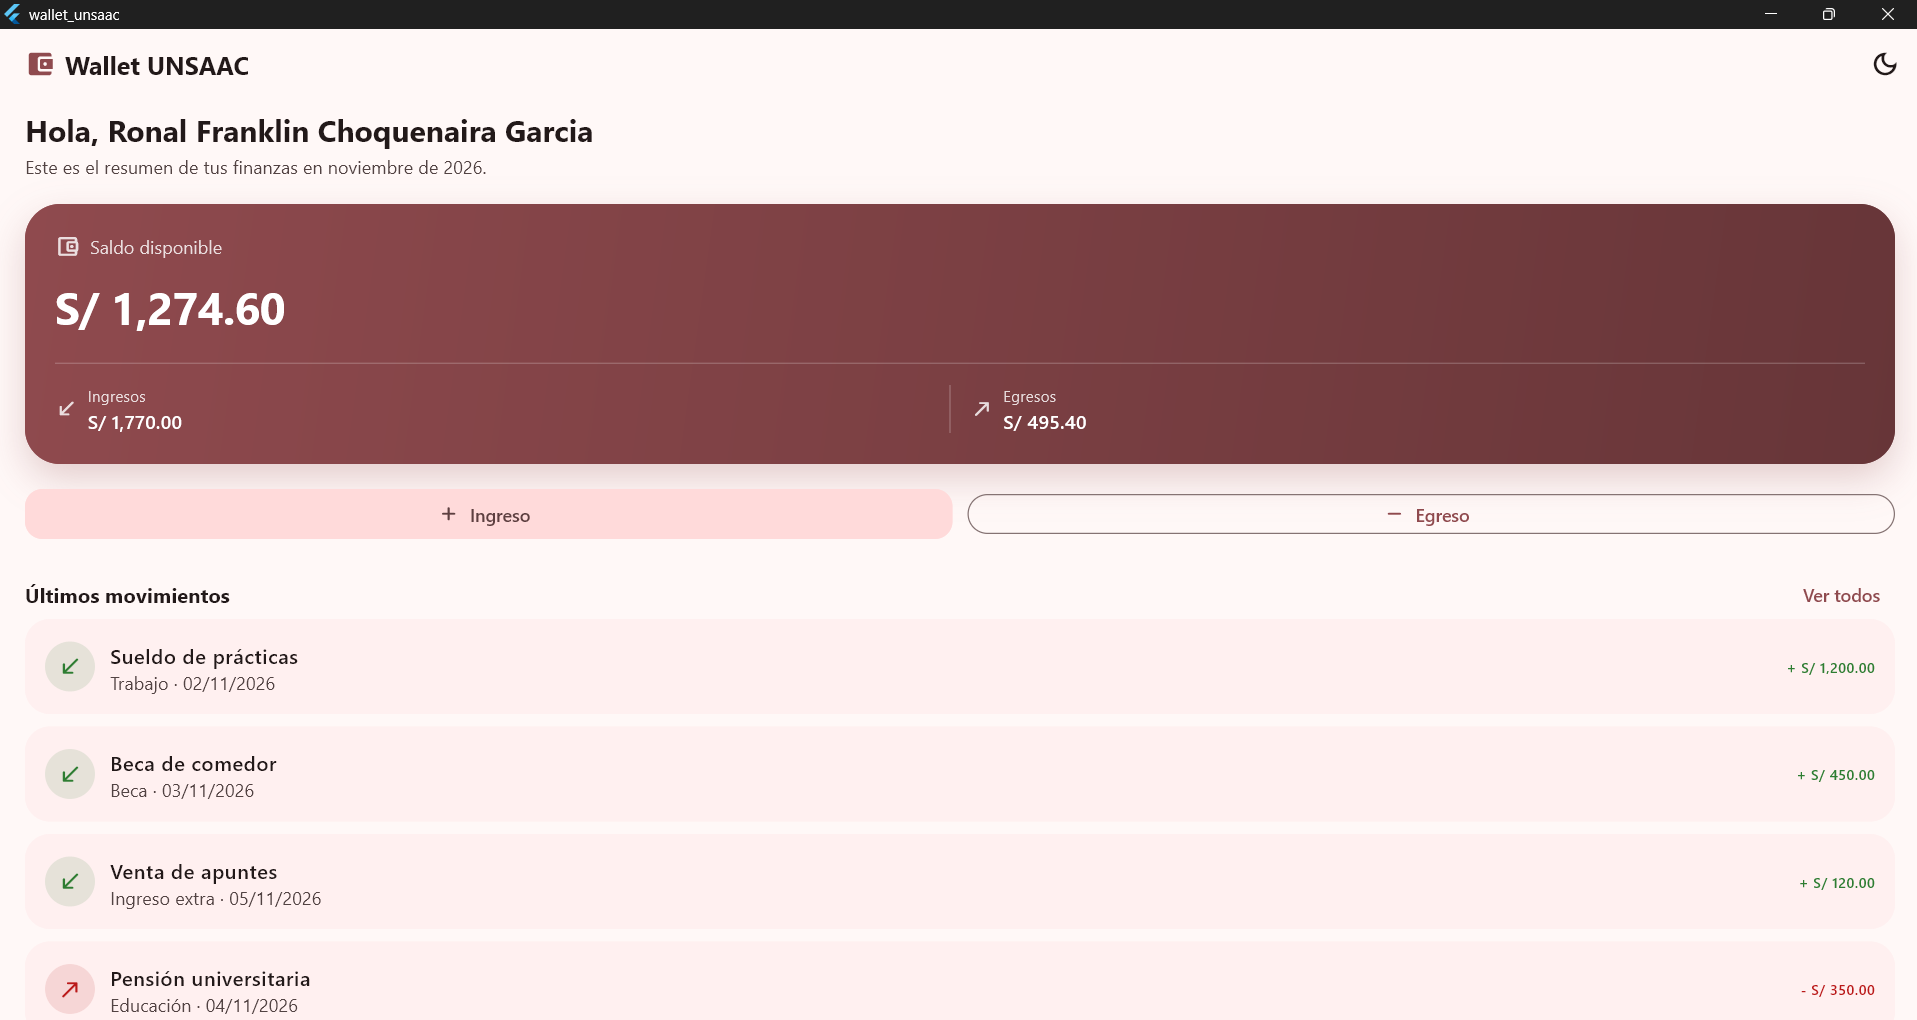 wallet_unsaac
Wallet UNSAAC
Hola, Ronal Franklin Choquenaira Garcia
Este es el resumen de tus finanzas en noviembre de 2026.
Saldo disponible
S/ 1,274.60
Ingresos
S/ 1,770.00
Egresos
S/ 495.40
+ Ingreso
− Egreso
Últimos movimientos
Ver todos
Sueldo de prácticas
Trabajo · 02/11/2026
+ S/ 1,200.00
Beca de comedor
Beca · 03/11/2026
+ S/ 450.00
Venta de apuntes
Ingreso extra · 05/11/2026
+ S/ 120.00
Pensión universitaria
Educación · 04/11/2026
- S/ 350.00